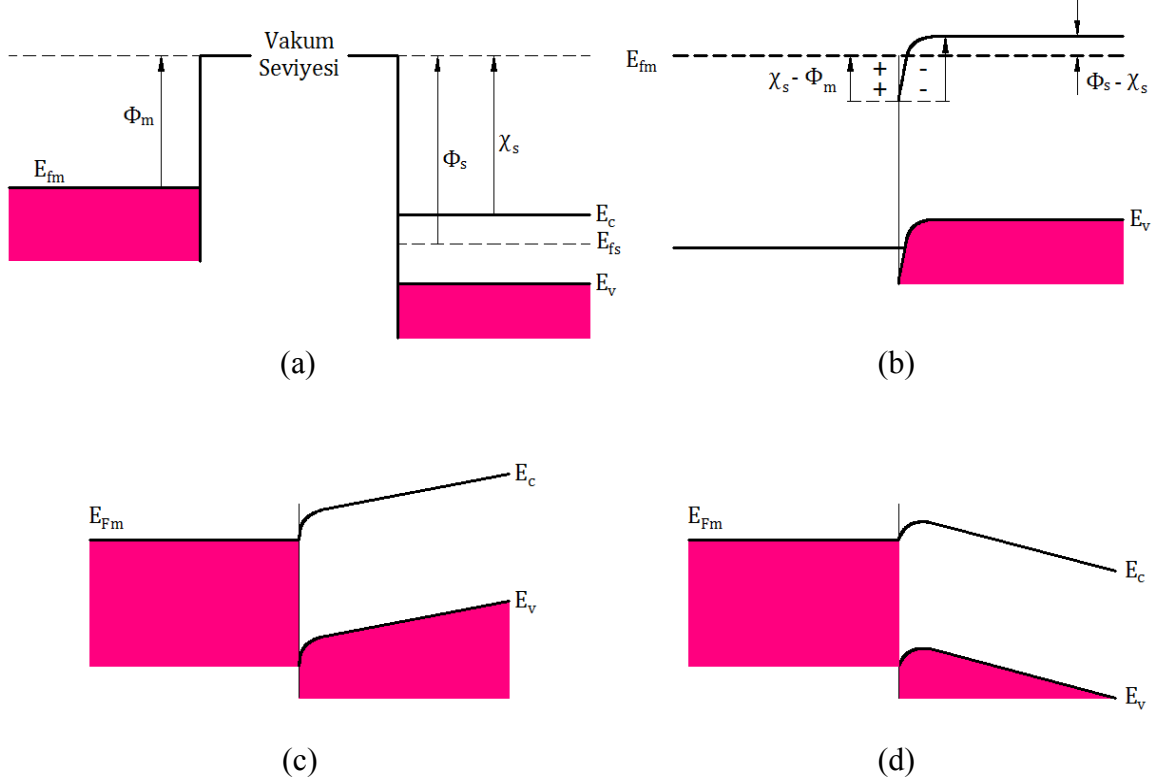 Vakum
Seviyesi
Φm
Efm
Φs
χs
Ec
Efs
Ev
(a)
Efm
χs - Φm
+ -
+ -
Φs - χs
Ev
(b)
EFm
Ec
Ev
(c)
EFm
Ec
Ev
(d)